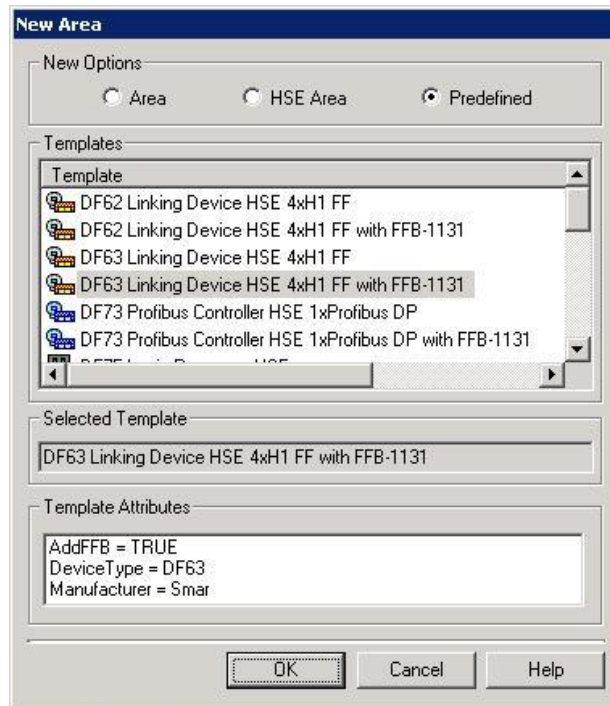 New Area
New Options
Area HSE Area Predefined
Templates
Template
DF62 Linking Device HSE 4xH1 FF
DF62 Linking Device HSE 4xH1 FF with FFB-1131
DF63 Linking Device HSE 4xH1 FF
DF63 Linking Device HSE 4xH1 FF with FFB-1131
DF73 Profibus Controller HSE 1xProfibus DP
DF73 Profibus Controller HSE 1xProfibus DP with FFB-1131
Selected Template
DF63 Linking Device HSE 4xH1 FF with FFB-1131
Template Attributes
AddFFB = TRUE
DeviceType = DF63
Manufacturer = Smar
OK Cancel Help